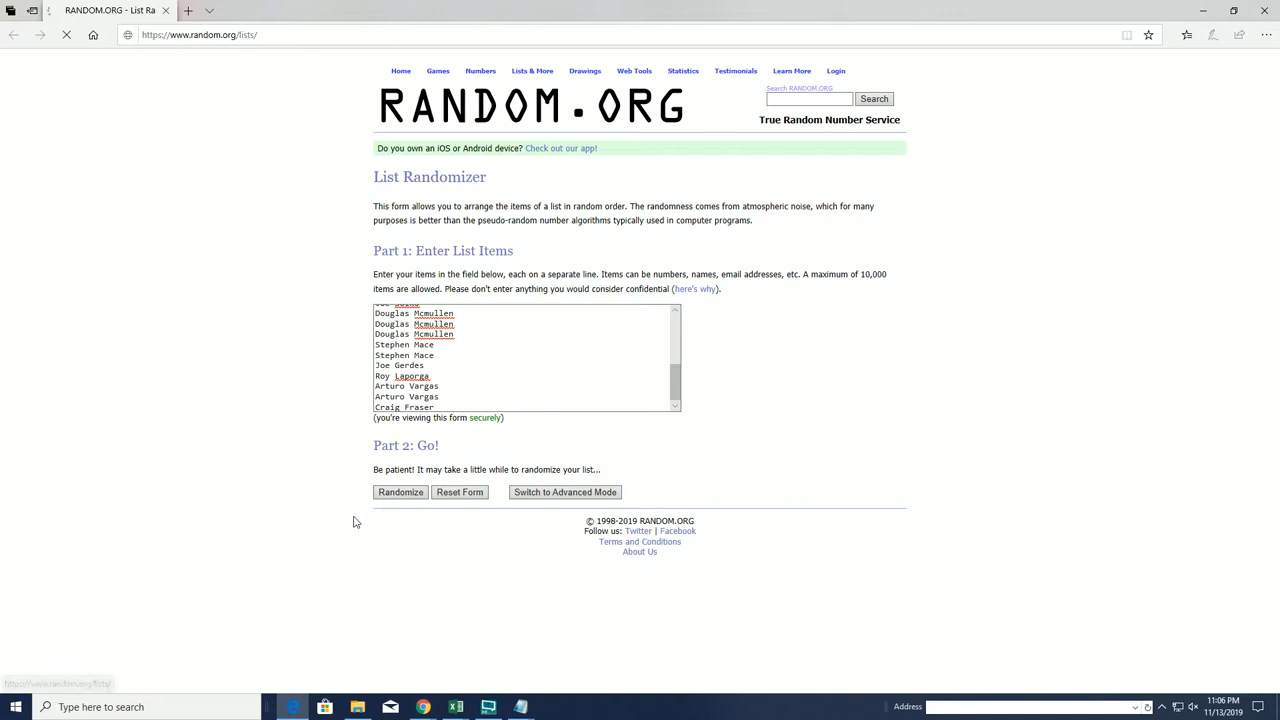 RANDOM.ORG - List Ra
https://www.random.org/lists/
Home Games Numbers Lists & More Drawings Web Tools Statistics Testimonials Learn More Login
RANDOM.ORG
Search RANDOM.ORG
Search
True Random Number Service
Do you own an iOS or Android device? Check out our app!
List Randomizer
This form allows you to arrange the items of a list in random order. The randomness comes from atmospheric noise, which for many
purposes is better than the pseudo-random number algorithms typically used in computer programs.
Part 1: Enter List Items
Enter your items in the field below, each on a separate line. Items can be numbers, names, email addresses, etc. A maximum of 10,000
items are allowed. Please don't enter anything you would consider confidential (here's why).
Douglas Mcmullen
Douglas Mcmullen
Douglas Mcmullen
Stephen Mace
Stephen Mace
Joe Gerdes
Roy Laporga
Arturo Vargas
Arturo Vargas
Craig Fraser
(you're viewing this form securely)
Part 2: Go!
Be patient! It may take a little while to randomize your list...
Randomize Reset Form Switch to Advanced Mode
© 1998-2019 RANDOM.ORG
Follow us: Twitter | Facebook
Terms and Conditions
About Us
https://www.random.org/lists/
Type here to search
Address
11:06 PM
11/13/2019